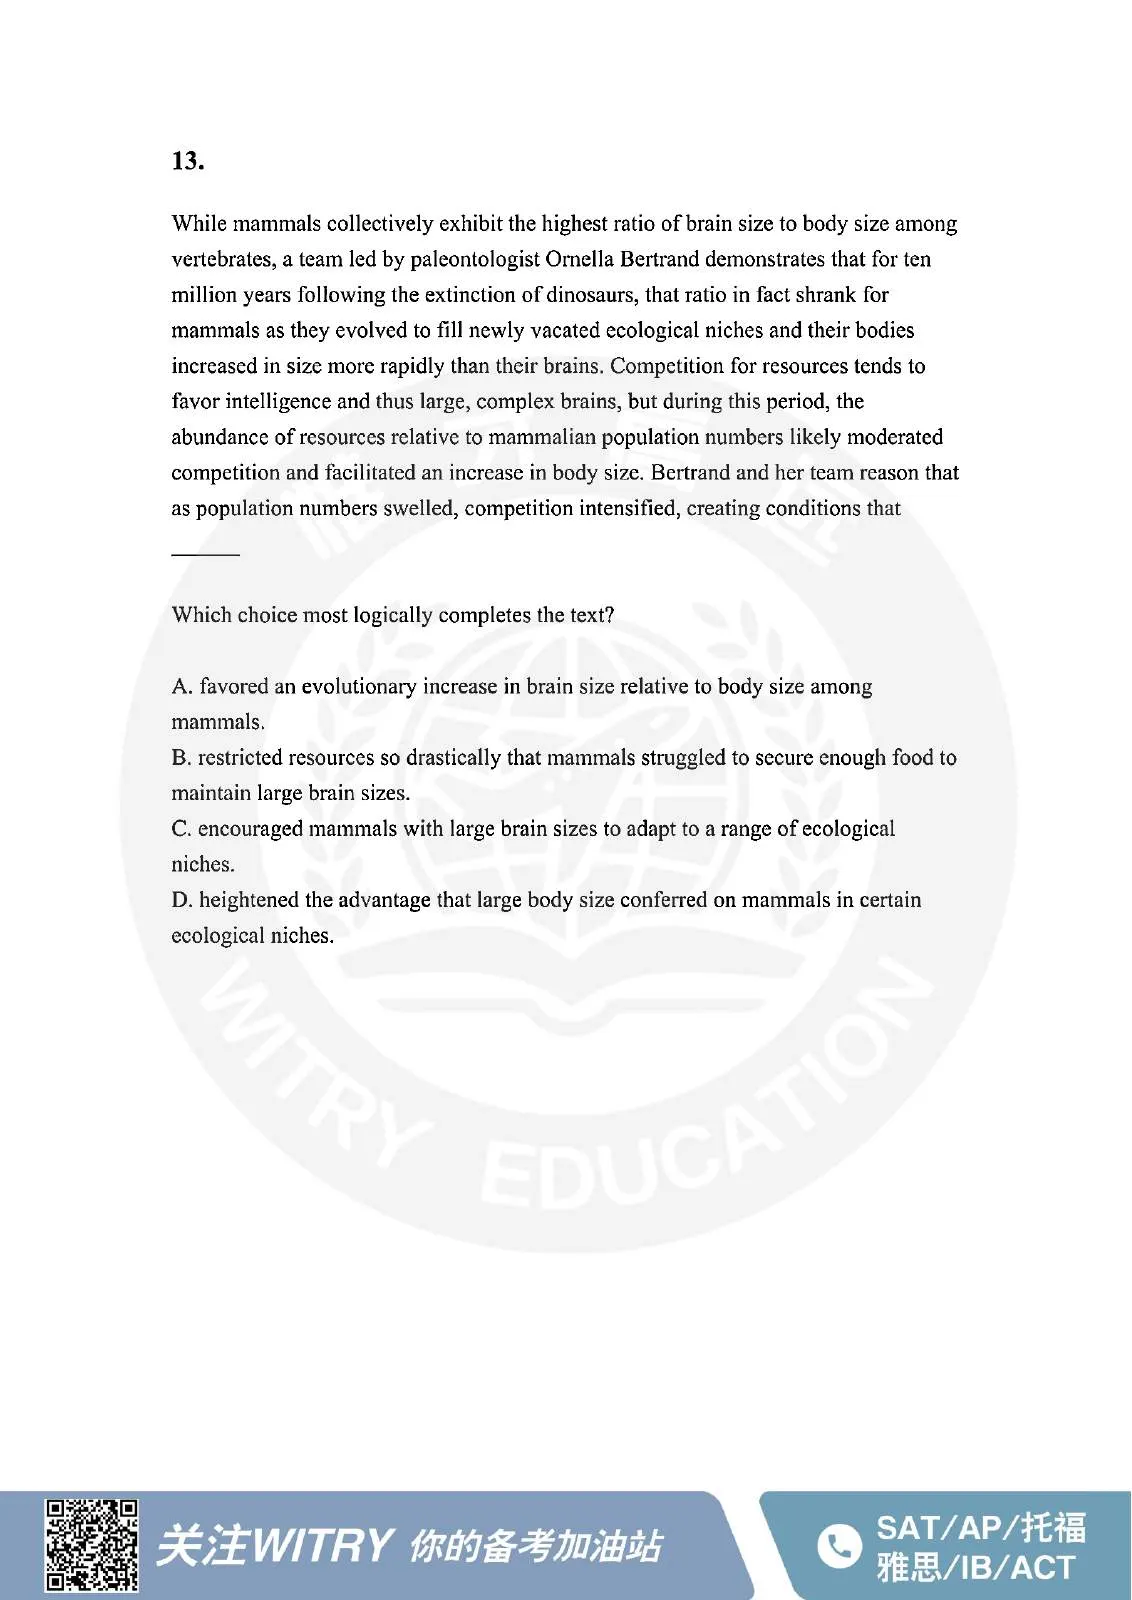 13.
While mammals collectively exhibit the highest ratio of brain size to body size among
vertebrates, a team led by paleontologist Ornella Bertrand demonstrates that for ten
million years following the extinction of dinosaurs, that ratio in fact shrank for
mammals as they evolved to fill newly vacated ecological niches and their bodies
increased in size more rapidly than their brains. Competition for resources tends to
favor intelligence and thus large, complex brains, but during this period, the
abundance of resources relative to mammalian population numbers likely moderated
competition and facilitated an increase in body size. Bertrand and her team reason that
as population numbers swelled, competition intensified, creating conditions that
______
Which choice most logically completes the text?
A. favored an evolutionary increase in brain size relative to body size among
mammals.
B. restricted resources so drastically that mammals struggled to secure enough food to
maintain large brain sizes.
C. encouraged mammals with large brain sizes to adapt to a range of ecological
niches.
D. heightened the advantage that large body size conferred on mammals in certain
ecological niches.
WITRY EDUCATION
关注WITRY 你的备考加油站
SAT/AP/托福
雅思/IB/ACT